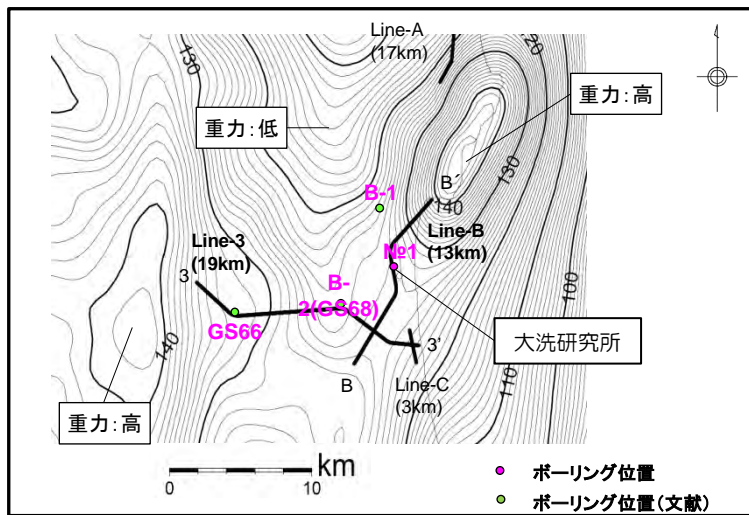 Line-A
(17km)
130
120
重力：高
重力：低
B-1
B´
130
140
Line-B
(13km)
Line-3
(19km)
№1
3
B-
2(GS68)
100
GS66
大洗研究所
3'
140
B
Line-C
(3km)
110
重力：高
km
0
10
ボーリング位置
ボーリング位置（文献）